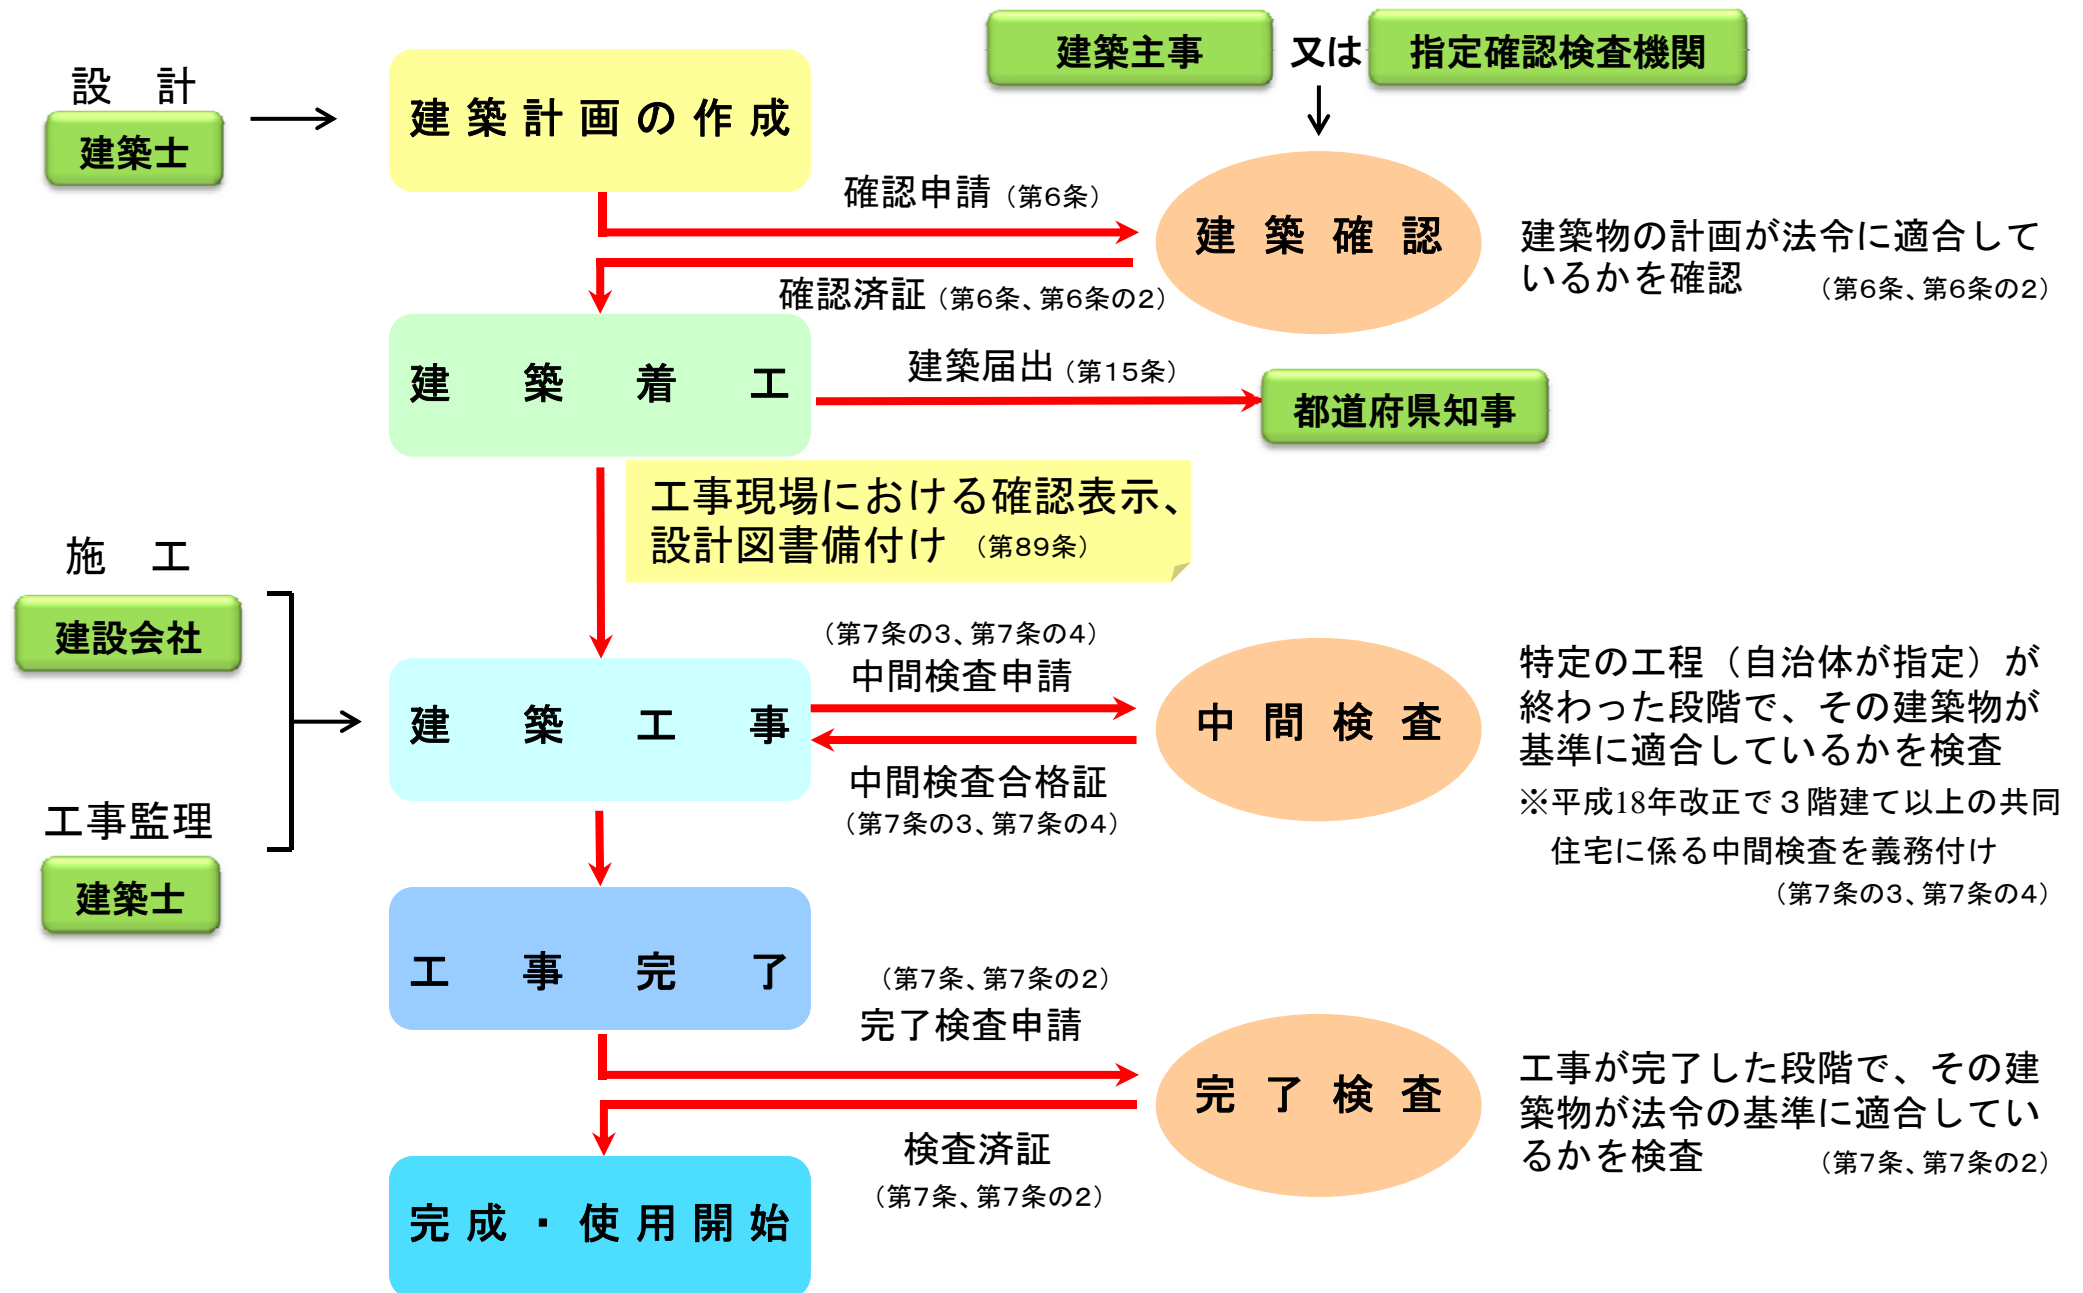 建築主事 又は 指定確認検査機関
設 計
建築士
建築計画の作成
確認申請（第6条）
建築確認
建築物の計画が法令に適合して
いるかを確認 （第6条、第6条の2）
確認済証（第6条、第6条の2）
建築着工
建築届出（第15条）
都道府県知事
工事現場における確認表示、
設計図書備付け （第89条）
施 工
建設会社
工事監理
建築士
建築工事
（第7条の3、第7条の4）
中間検査申請
中間検査
中間検査合格証
（第7条の3、第7条の4）
特定の工程（自治体が指定）が
終わった段階で、その建築物が
基準に適合しているかを検査
※平成18年改正で３階建て以上の共同
住宅に係る中間検査を義務付け
（第7条の3、第7条の4）
工事完了
（第7条、第7条の2）
完了検査申請
完了検査
検査済証
（第7条、第7条の2）
工事が完了した段階で、その建
築物が法令の基準に適合してい
るかを検査 （第7条、第7条の2）
完成・使用開始